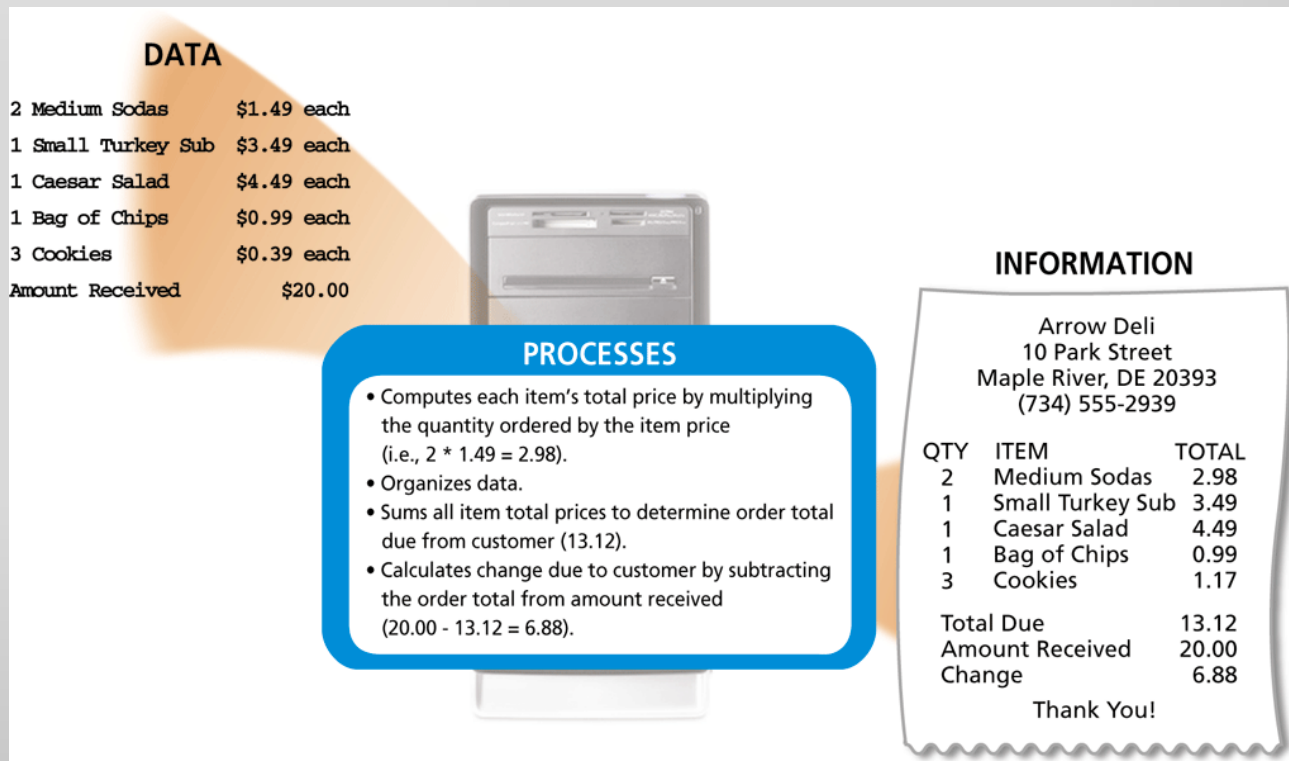 DATA
2 Medium Sodas $1.49 each
1 Small Turkey Sub $3.49 each
1 Caesar Salad $4.49 each
1 Bag of Chips $0.99 each
3 Cookies $0.39 each
Amount Received $20.00
PROCESSES
• Computes each item’s total price by multiplying
the quantity ordered by the item price
(i.e., 2 * 1.49 = 2.98).
• Organizes data.
• Sums all item total prices to determine order total
due from customer (13.12).
• Calculates change due to customer by subtracting
the order total from amount received
(20.00 - 13.12 = 6.88).
INFORMATION
Arrow Deli
10 Park Street
Maple River, DE 20393
(734) 555-2939
QTY ITEM TOTAL
2 Medium Sodas 2.98
1 Small Turkey Sub 3.49
1 Caesar Salad 4.49
1 Bag of Chips 0.99
3 Cookies 1.17
Total Due 13.12
Amount Received 20.00
Change 6.88
Thank You!